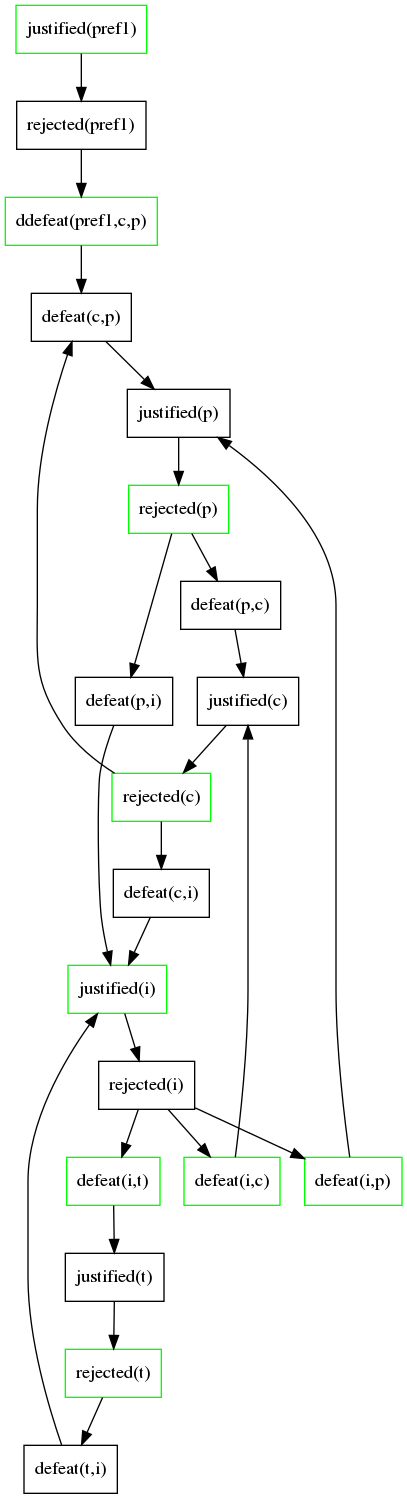 justified(pref1)
rejected(pref1)
ddefeat(pref1,c,p)
defeat(c,p)
justified(p)
rejected(p)
defeat(p,c)
defeat(p,i)
justified(c)
rejected(c)
defeat(c,i)
justified(i)
rejected(i)
defeat(i,t)
defeat(i,c)
defeat(i,p)
justified(t)
rejected(t)
defeat(t,i)